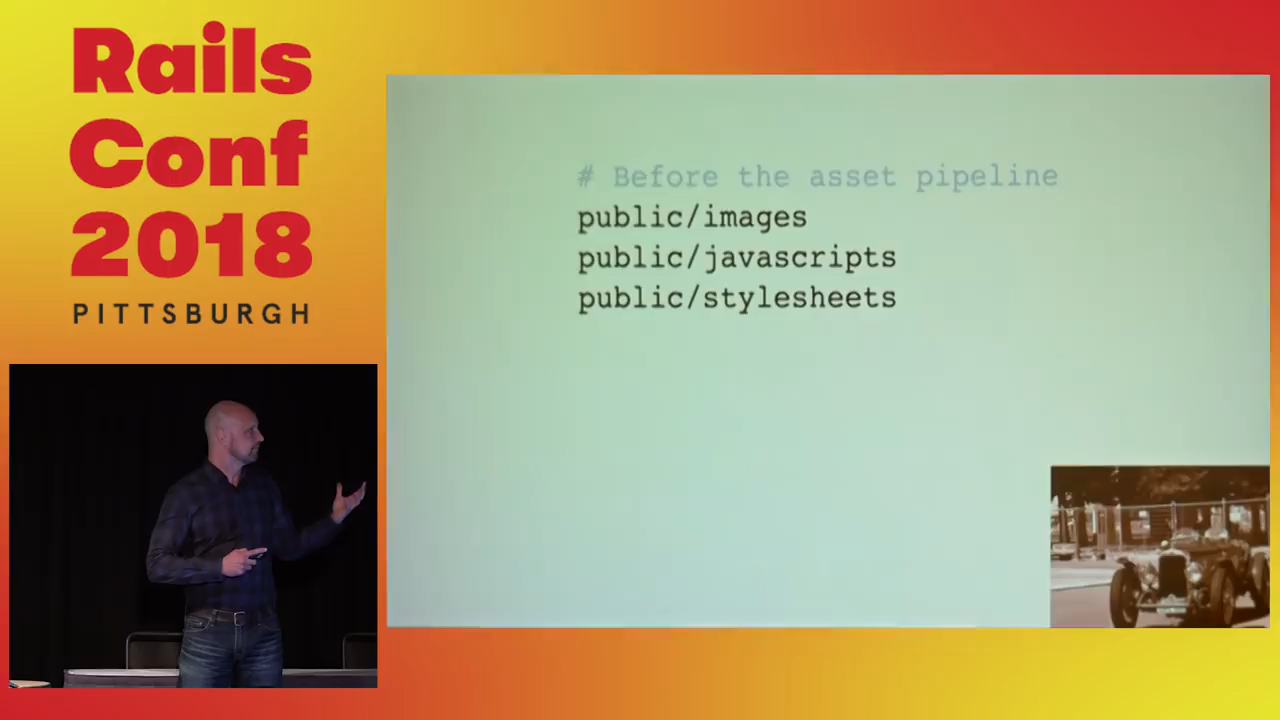 Rails
Conf
2018
PITTSBURGH
# Before the asset pipeline
public/images
public/javascripts
public/stylesheets